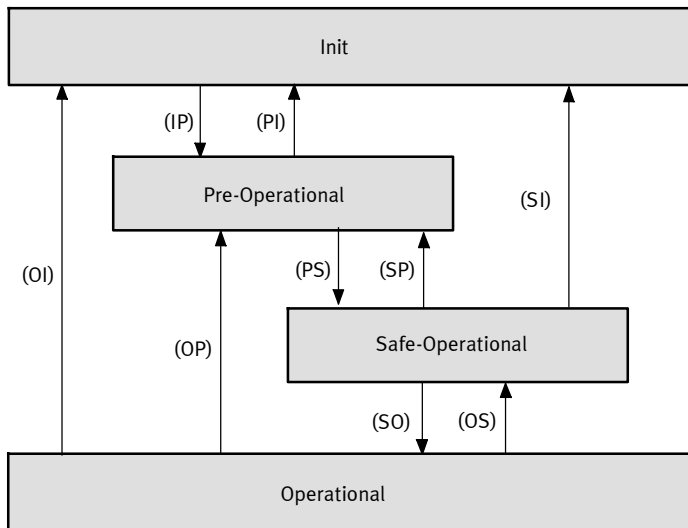 Init
(IP)
(PI)
Pre-Operational
(SI)
(OI)
(PS)
(SP)
(OP)
Safe-Operational
(SO)
(OS)
Operational